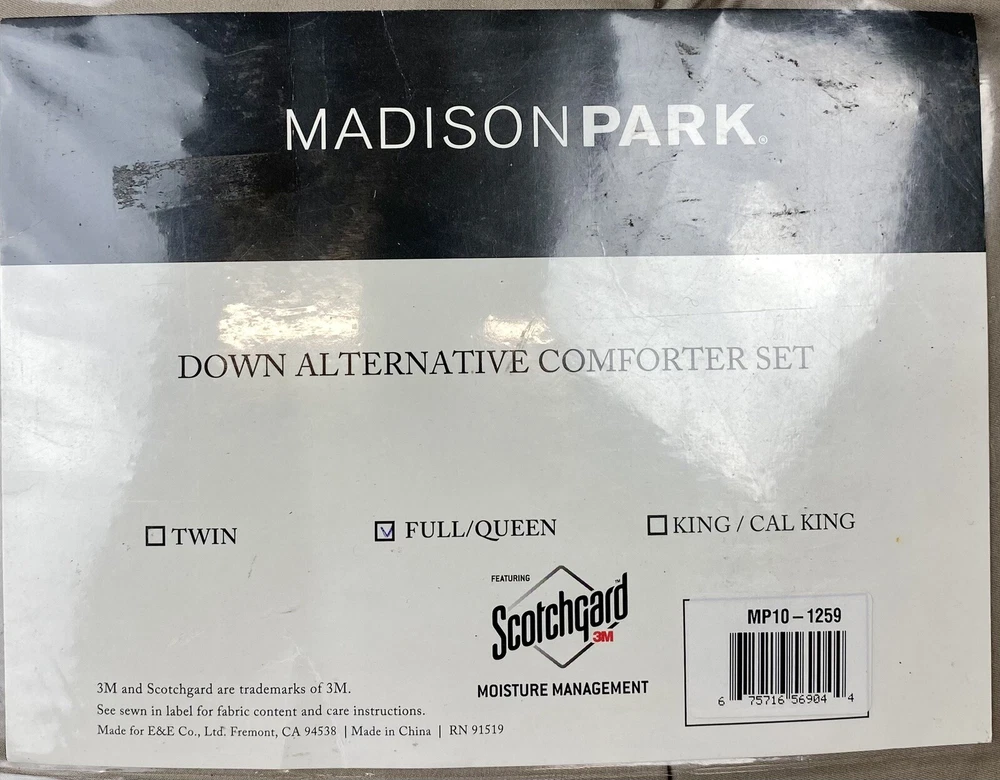 MADISONPARK®
DOWN ALTERNATIVE COMFORTER SET
TWIN
FULL/QUEEN
KING / CAL KING
FEATURING
Scotchgard™
3M
MOISTURE MANAGEMENT
MP10-1259
6 75716 56904 4
3M and Scotchgard are trademarks of 3M.
See sewn in label for fabric content and care instructions.
Made for E&E Co., Ltd. Fremont, CA 94538 | Made in China | RN 91519